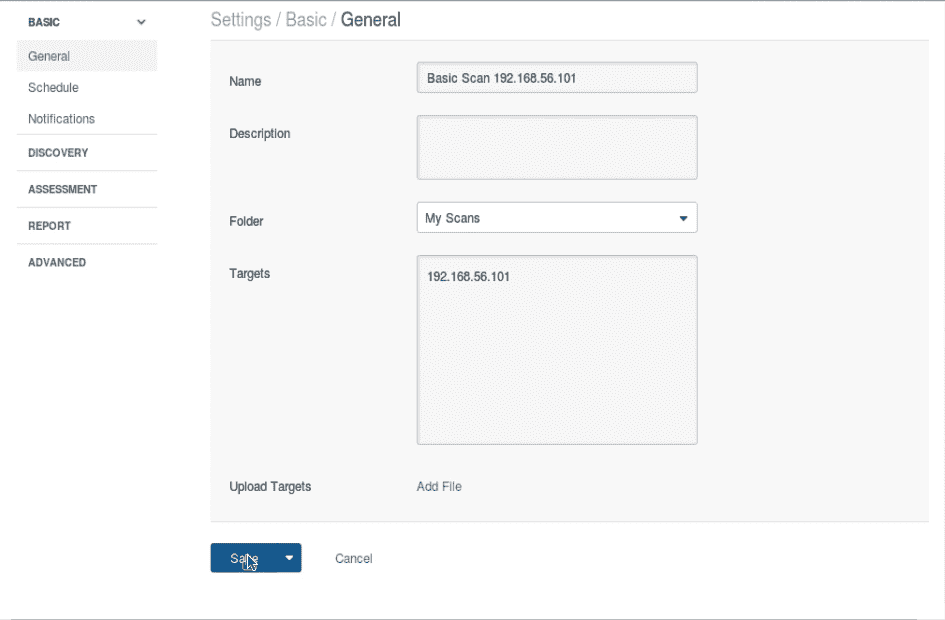 Settings / Basic / General
BASIC
General
Schedule
Notifications
DISCOVERY
ASSESSMENT
REPORT
ADVANCED
Name
Basic Scan 192.168.56.101
Description
Folder
My Scans
Targets
192.168.56.101
Upload Targets
Add File
Save
Cancel